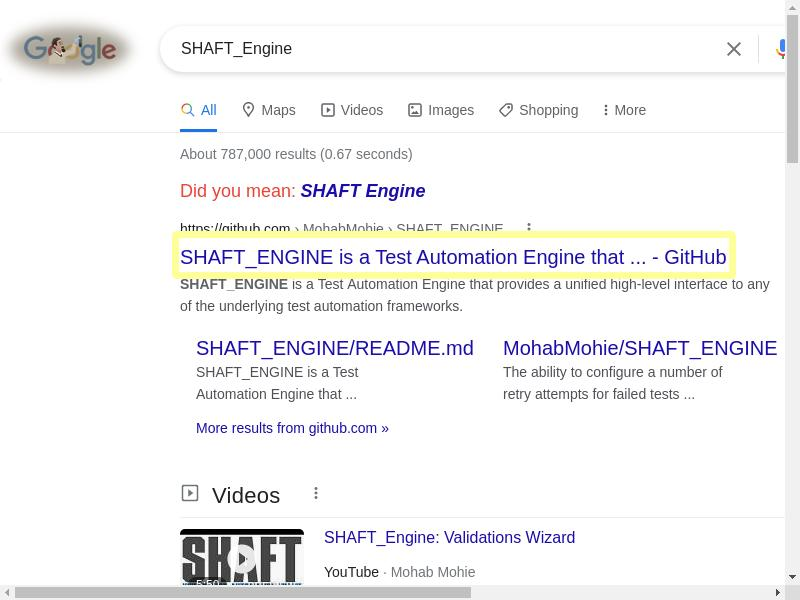 Google
SHAFT_Engine
All
Maps
Videos
Images
Shopping
More
About 787,000 results (0.67 seconds)
Did you mean: SHAFT Engine
https://github.com › MohabMohie › SHAFT_ENGINE
SHAFT_ENGINE is a Test Automation Engine that ... - GitHub
SHAFT_ENGINE is a Test Automation Engine that provides a unified high-level interface to any
of the underlying test automation frameworks.
SHAFT_ENGINE/README.md
SHAFT_ENGINE is a Test
Automation Engine that ...
MohabMohie/SHAFT_ENGINE
The ability to configure a number of
retry attempts for failed tests ...
More results from github.com »
Videos
SHAFT
5:50
SHAFT_Engine: Validations Wizard
YouTube · Mohab Mohie